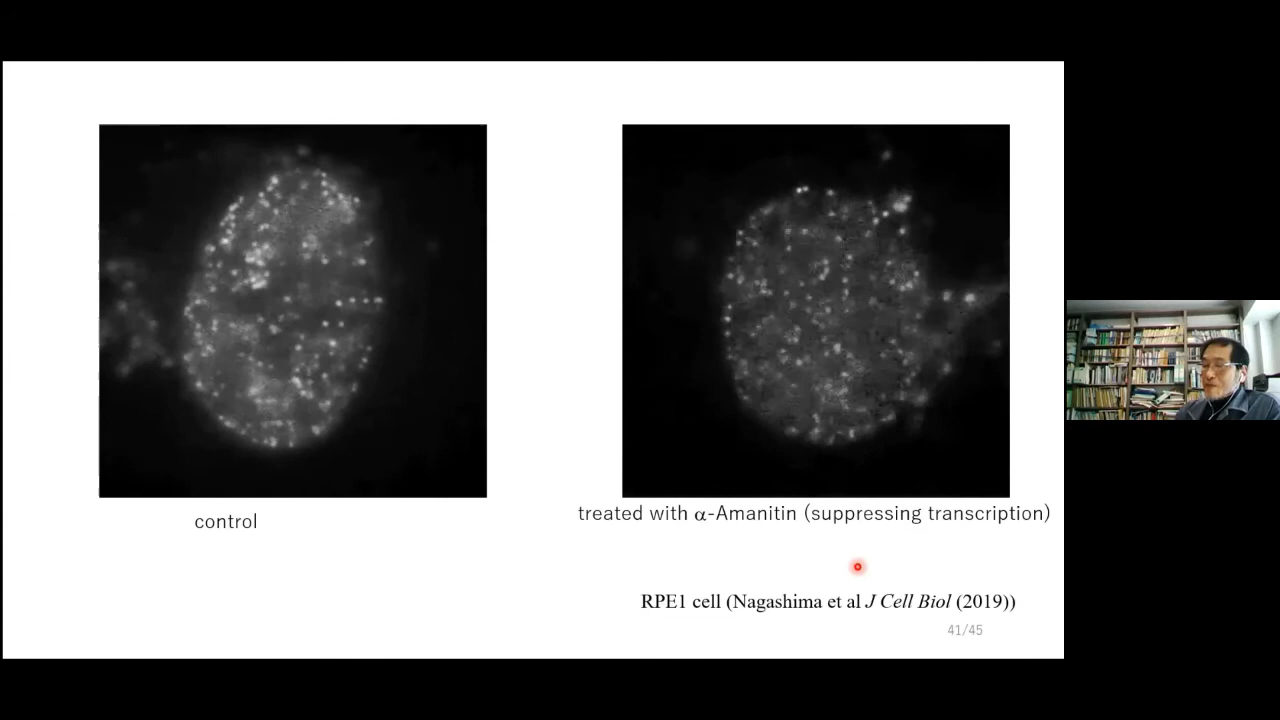 control
treated with α-Amanitin (suppressing transcription)
RPE1 cell (Nagashima et al J Cell Biol (2019))
41/45